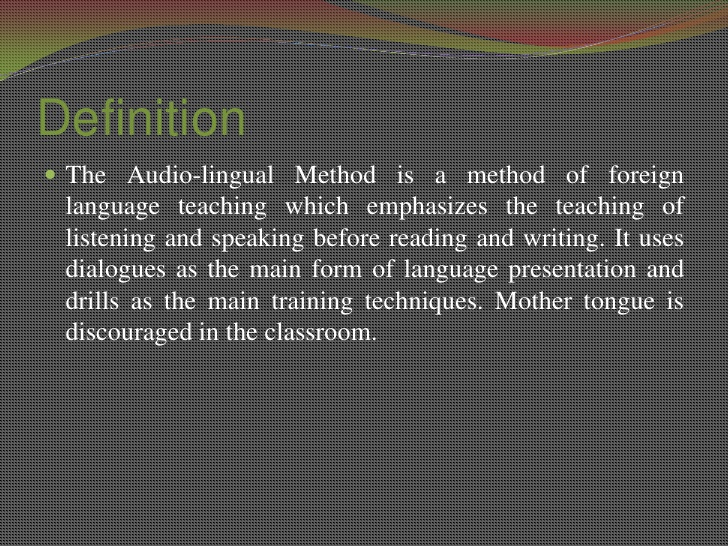 Definition
• The Audio-lingual Method is a method of foreign
language teaching which emphasizes the teaching of
listening and speaking before reading and writing. It uses
dialogues as the main form of language presentation and
drills as the main training techniques. Mother tongue is
discouraged in the classroom.